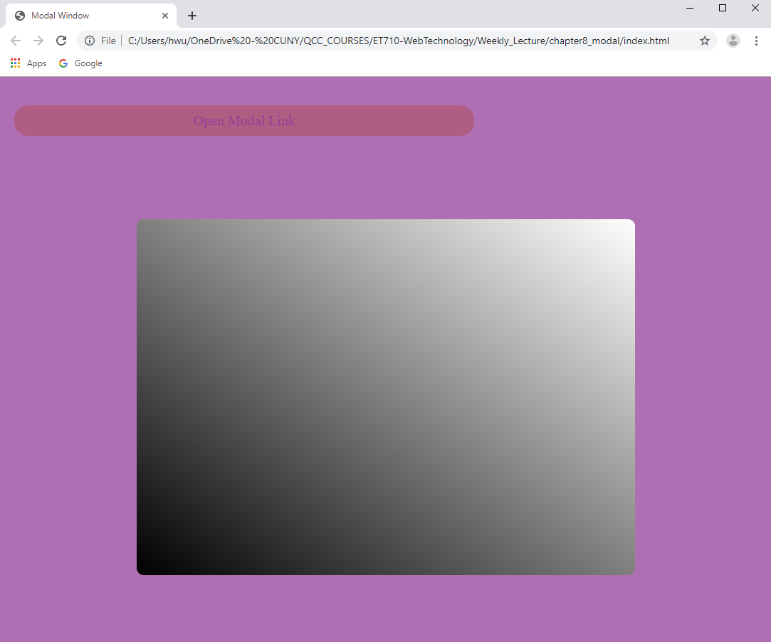 Modal Window
File | C:/Users/hwu/OneDrive%20-%20CUNY/QCC_COURSES/ET710-WebTechnology/Weekly_Lecture/chapter8_modal/index.html
Apps Google
Open Modal Link